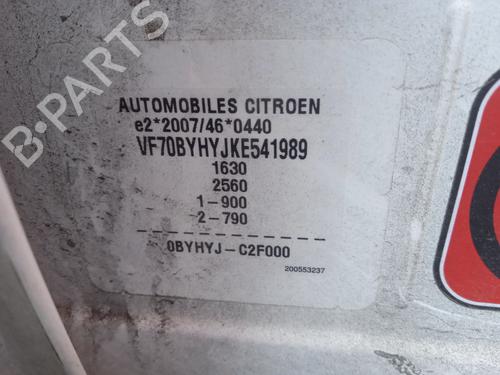 AUTOMOBILES CITROEN
e2*2007/46*0440
VF70BYHYJKE541989
1630
2560
1-900
2-790
0BYHYJ-C2F000
200553237
B-PARTS